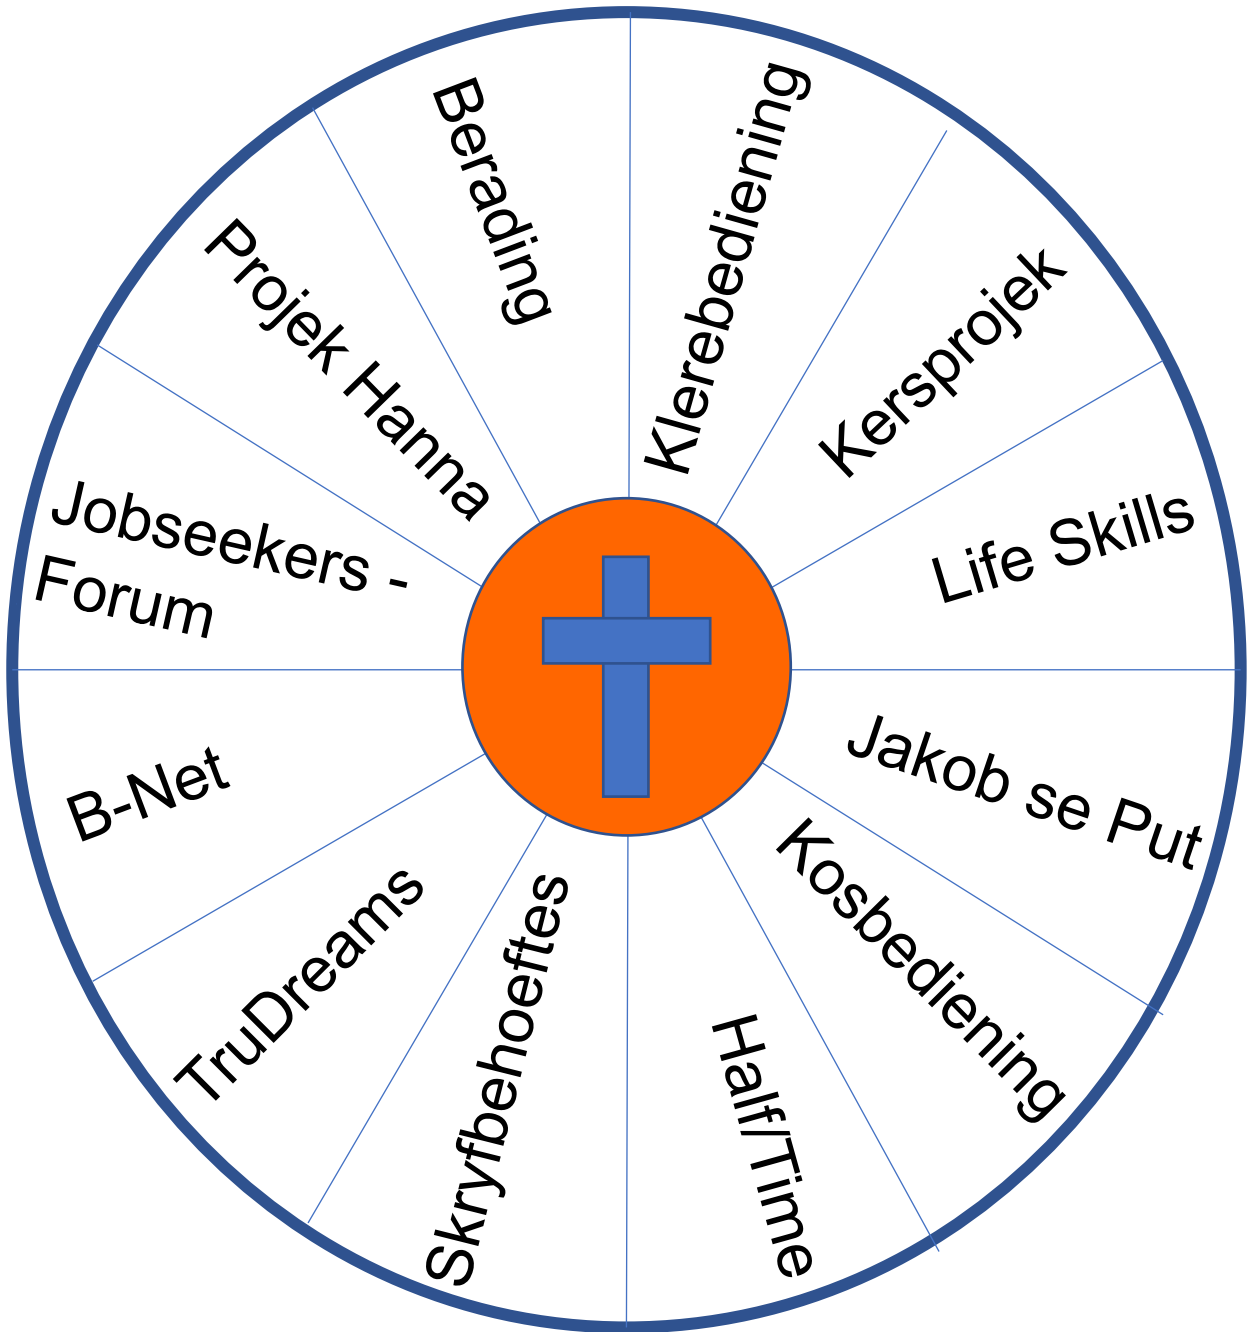 Klerebediening
Kersprojek
Life Skills
Jakob se Put
Kosbediening
Half/Time
Skryfbehoeftes
TruDreams
B-Net
Jobseekers -
Forum
Projek Hanna
Berading